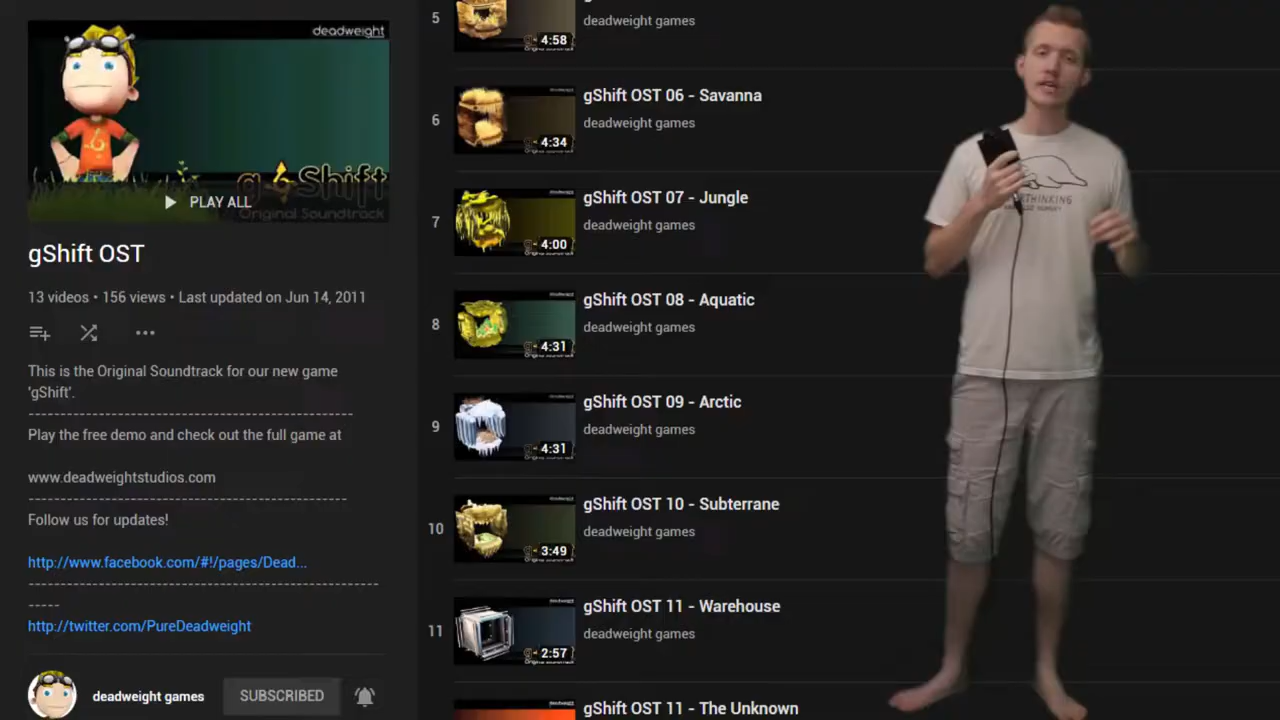 deadweight
g Shift
Original Soundtrack
PLAY ALL
gShift OST
13 videos • 156 views • Last updated on Jun 14, 2011
This is the Original Soundtrack for our new game
'gShift'.
-----------------------------------------------------
Play the free demo and check out the full game at
www.deadweightstudios.com
----------------------------------------------------
Follow us for updates!
http://www.facebook.com/#!/pages/Dead...
---------------------------------------------------------
-----
http://twitter.com/PureDeadweight
deadweight games
SUBSCRIBED
5
4:58
deadweight games
6
4:34
gShift OST 06 - Savanna
deadweight games
7
4:00
gShift OST 07 - Jungle
deadweight games
8
4:31
gShift OST 08 - Aquatic
deadweight games
9
4:31
gShift OST 09 - Arctic
deadweight games
10
3:49
gShift OST 10 - Subterrane
deadweight games
11
2:57
gShift OST 11 - Warehouse
deadweight games
gShift OST 11 - The Unknown